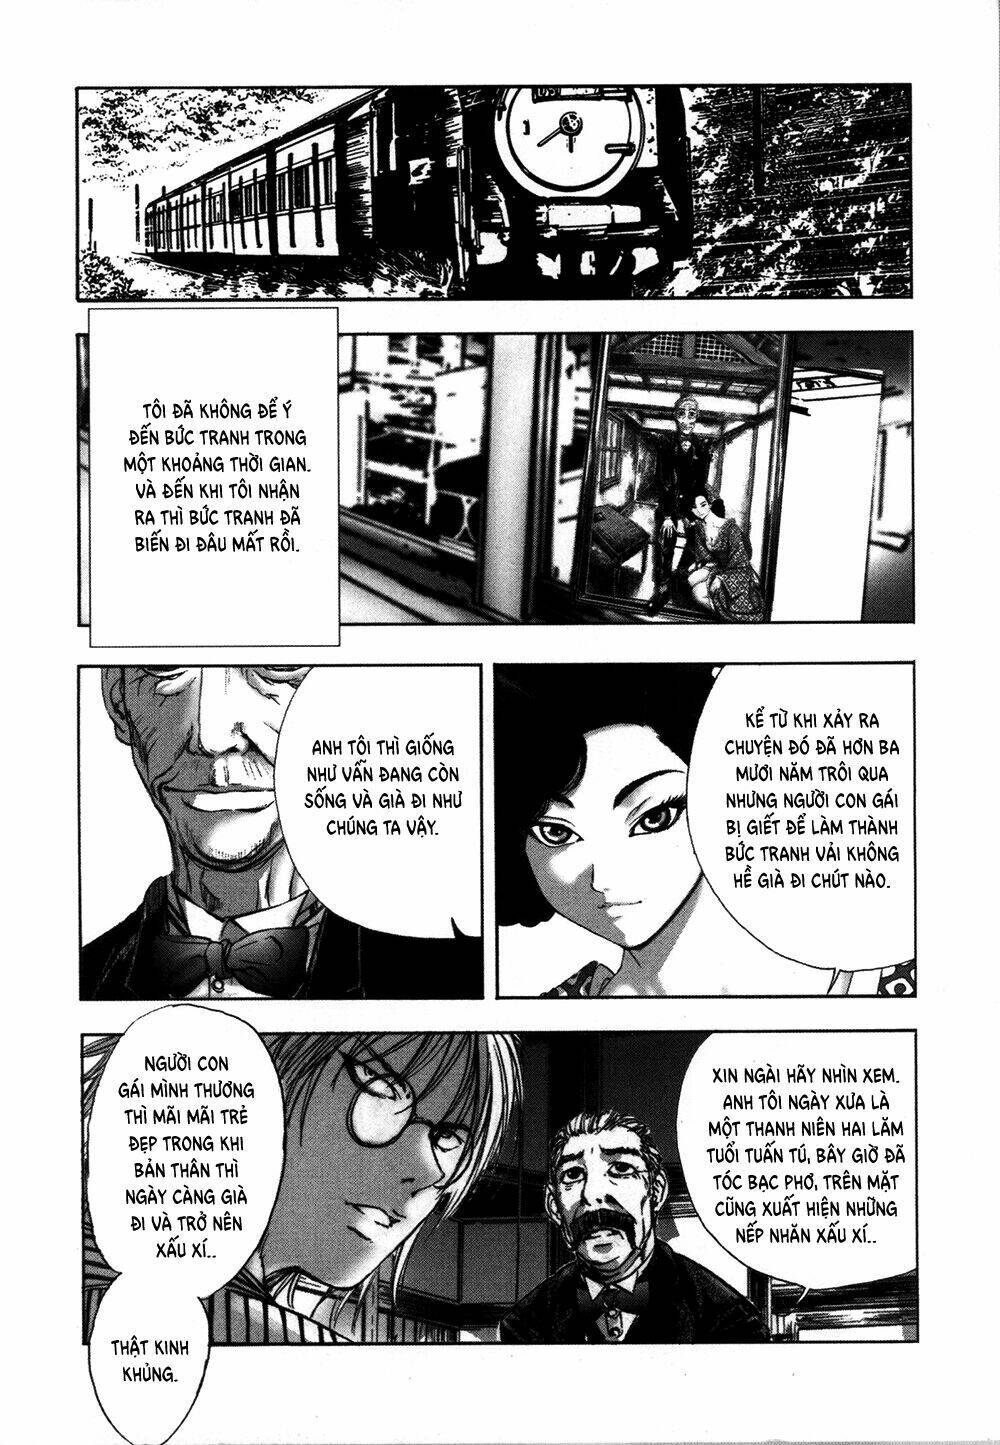 TÔI ĐÃ KHÔNG ĐỂ Ý
ĐẾN BỨC TRANH TRONG
MỘT KHOẢNG THỜI GIAN.
VÀ ĐẾN KHI TÔI NHẬN
RA THÌ BỨC TRANH ĐÃ
BIẾN ĐI ĐÂU MẤT RỒI.
KỂ TỪ KHI XẢY RA
CHUYỆN ĐÓ ĐÃ HƠN BA
MƯƠI NĂM TRÔI QUA
NHƯNG NGƯỜI CON GÁI
BỊ GIẾT ĐỂ LÀM THÀNH
BỨC TRANH VẢI KHÔNG
HỀ GIÀ ĐI CHÚT NÀO.
ANH TÔI THÌ GIỐNG
NHƯ VẪN ĐANG CÒN
SỐNG VÀ GIÀ ĐI NHƯ
CHÚNG TA VẬY.
XIN NGÀI HÃY NHÌN XEM.
ANH TÔI NGÀY XƯA LÀ
MỘT THANH NIÊN HAI LĂM
TUỔI TUẤN TÚ, BÂY GIỜ ĐÃ
TÓC BẠC PHƠ, TRÊN MẶT
CŨNG XUẤT HIỆN NHỮNG
NẾP NHĂN XẤU XÍ..
NGƯỜI CON
GÁI MÌNH THƯƠNG
THÌ MÃI MÃI TRẺ
ĐẸP TRONG KHI
BẢN THÂN THÌ
NGÀY CÀNG GIÀ
ĐI VÀ TRỞ NÊN
XẤU XÍ..
THẬT KINH
KHỦNG.